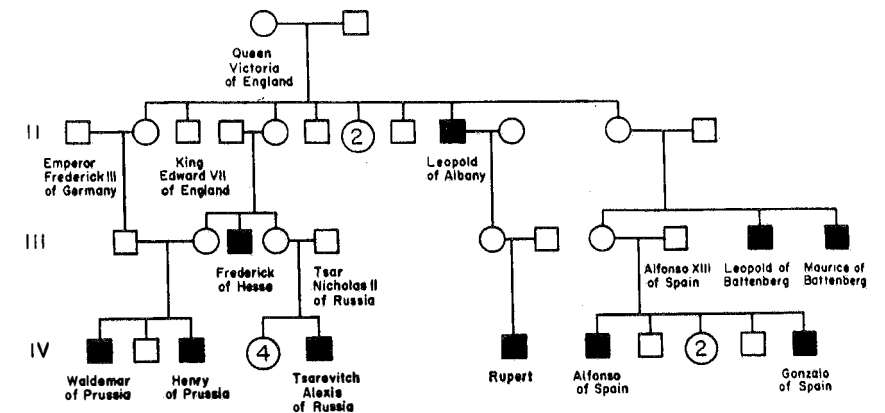 Queen
Victoria
of England
II
2
Emperor
Frederick III
of Germany
King
Edward VII
of England
Leopold
of Albany
III
Frederick
of Hesse
Tsar
Nicholas II
of Russia
Alfonso XIII
of Spain
Leopold of
Battenberg
Maurice of
Battenberg
IV
4
2
Waldemar
of Prussia
Henry
of Prussia
Tsarevitch
Alexis
of Russia
Rupert
Alfonso
of Spain
Gonzalo
of Spain